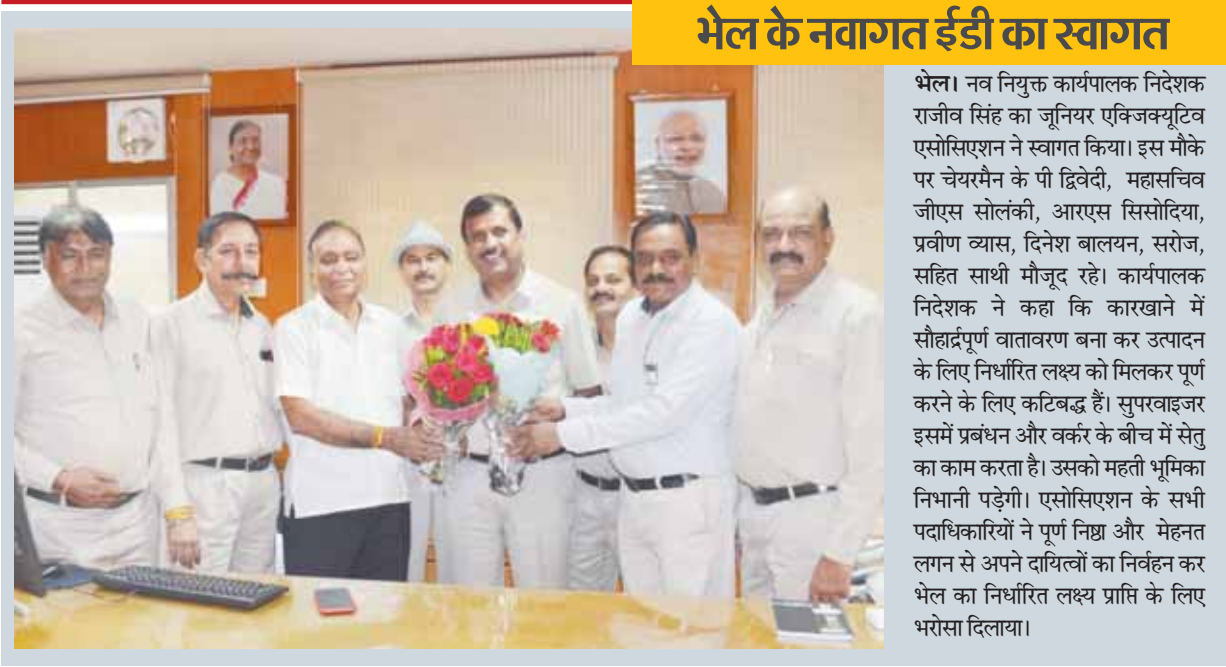 भेल के नवागत ईडी का स्वागत
भेल। नव नियुक्त कार्यपालक निदेशक
राजीव सिंह का जूनियर एक्जिक्यूटिव
एसोसिएशन ने स्वागत किया। इस मौके
पर चेयरमैन के पी द्विवेदी, महासचिव
जीएस सोलंकी, आरएस सिसोदिया,
प्रवीण व्यास, दिनेश बालयन, सरोज,
सहित साथी मौजूद रहे। कार्यपालक
निदेशक ने कहा कि कारखाने में
सौहार्द्रपूर्ण वातावरण बना कर उत्पादन
के लिए निर्धारित लक्ष्य को मिलकर पूर्ण
करने के लिए कटिबद्ध हैं। सुपरवाइजर
इसमें प्रबंधन और वर्कर के बीच में सेतु
का काम करता है। उसको महती भूमिका
निभानी पड़ेगी। एसोसिएशन के सभी
पदाधिकारियों ने पूर्ण निष्ठा और मेहनत
लगन से अपने दायित्वों का निर्वहन कर
भेल का निर्धारित लक्ष्य प्राप्ति के लिए
भरोसा दिलाया।